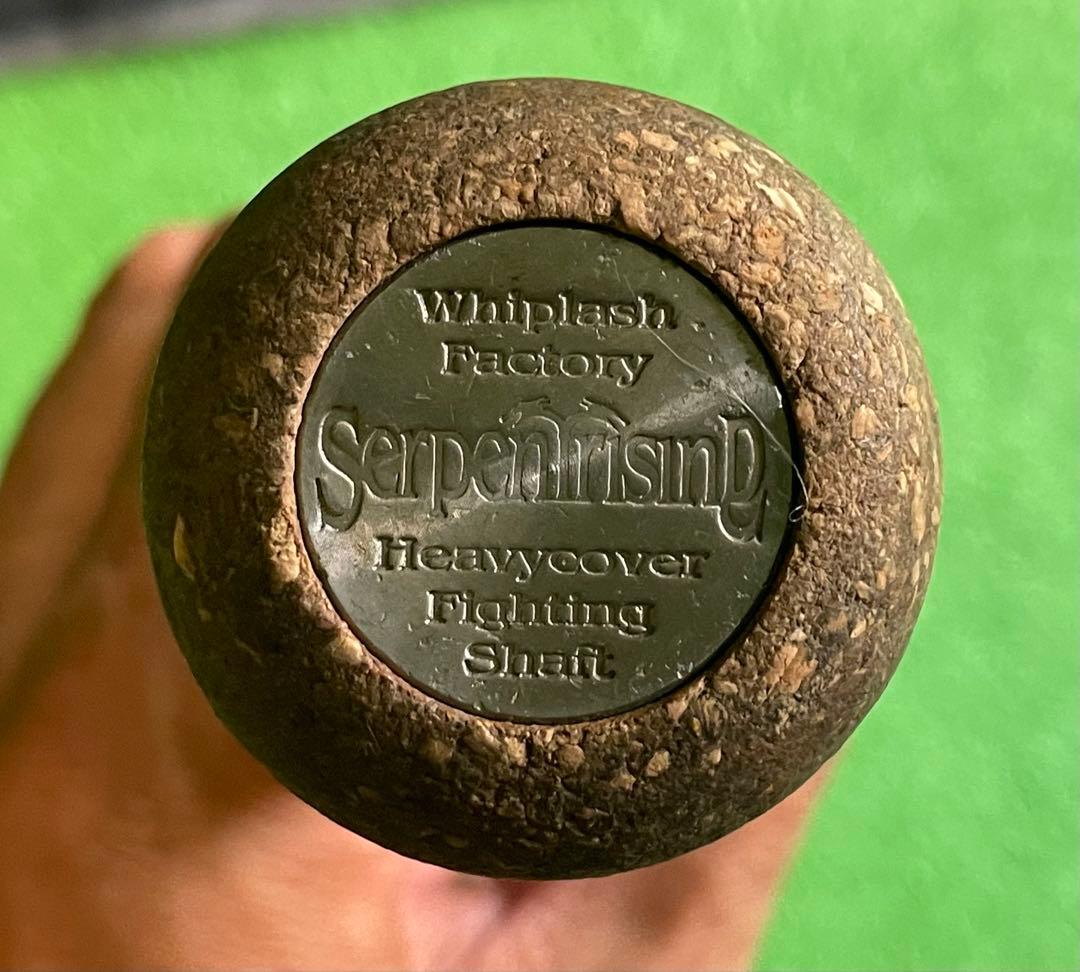 Whiplash
Factory
Serpentrising
Heavycover
Fighting
Shaft